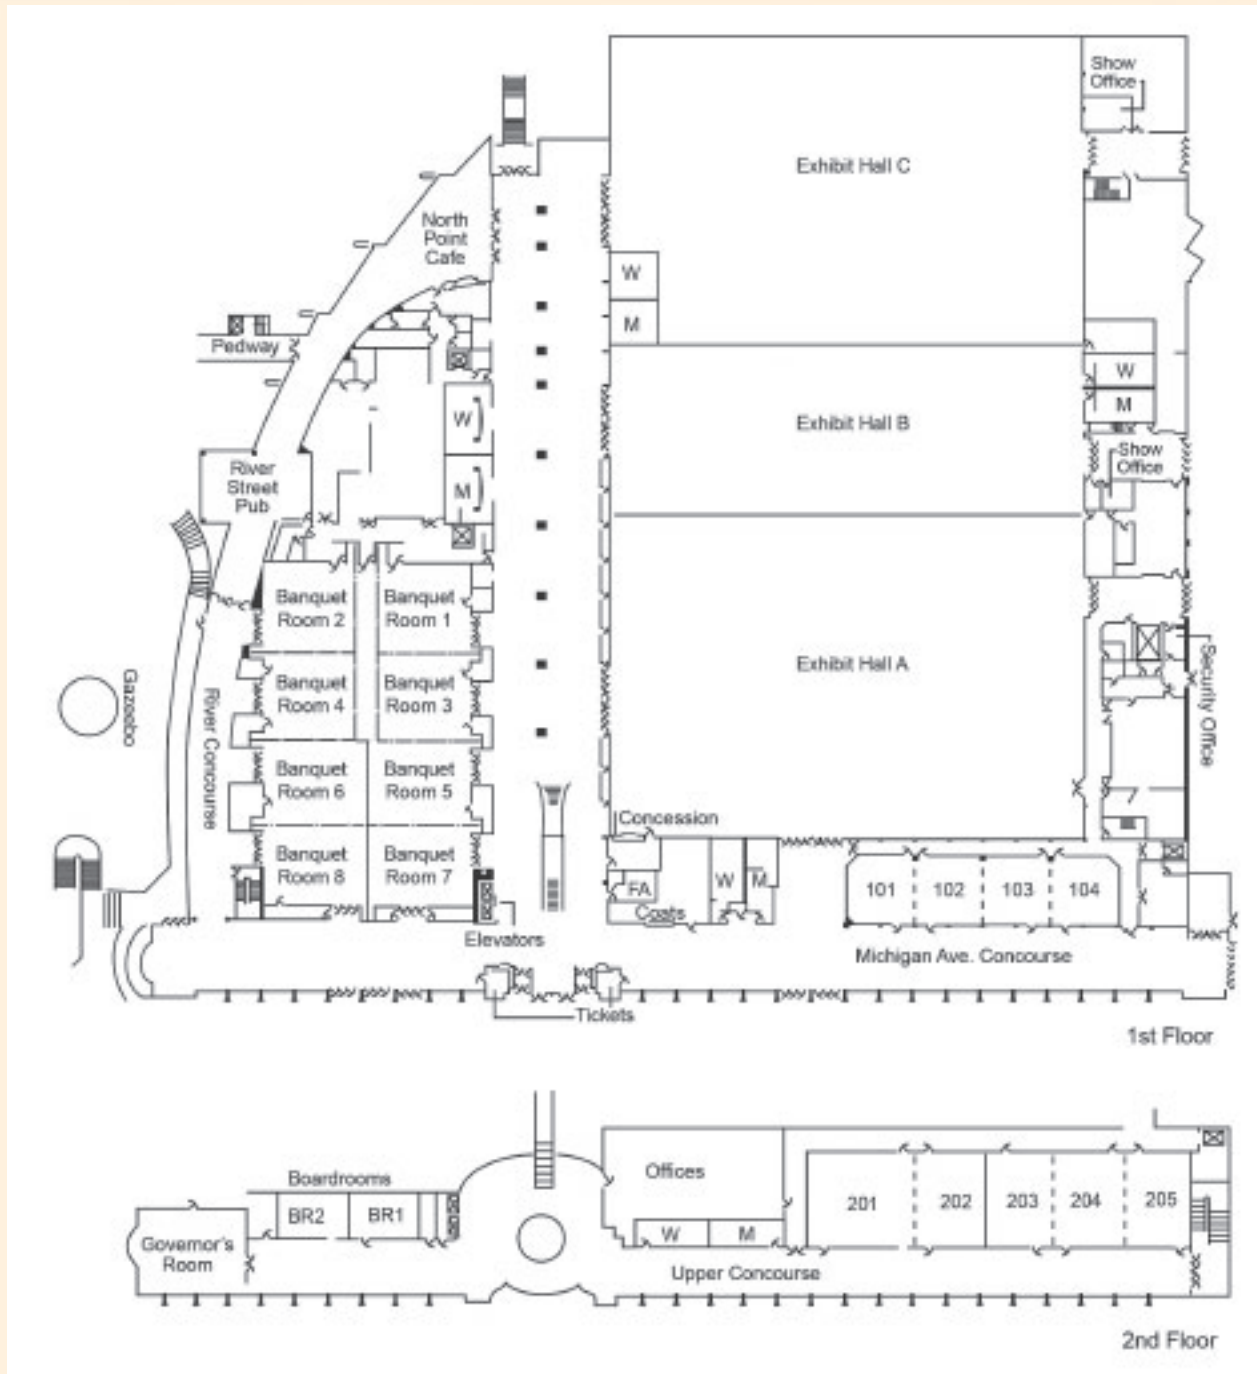 Show
Office
Exhibit Hall C
North
Point
Cafe
W
M
Pedway
W
M
Exhibit Hall B
W
M
Show
Office
River
Street
Pub
Banquet
Room 2
Banquet
Room 1
Exhibit Hall A
Security Office
Gazeebo
River Concourse
Banquet
Room 4
Banquet
Room 3
Banquet
Room 6
Banquet
Room 5
Concession
Banquet
Room 8
Banquet
Room 7
FA
W
M
101
102
103
104
Coats
Elevators
Michigan Ave. Concourse
Tickets
1st Floor
Boardrooms
BR2
BR1
Offices
W
M
201
202
203
204
205
Governor's
Room
Upper Concourse
2nd Floor